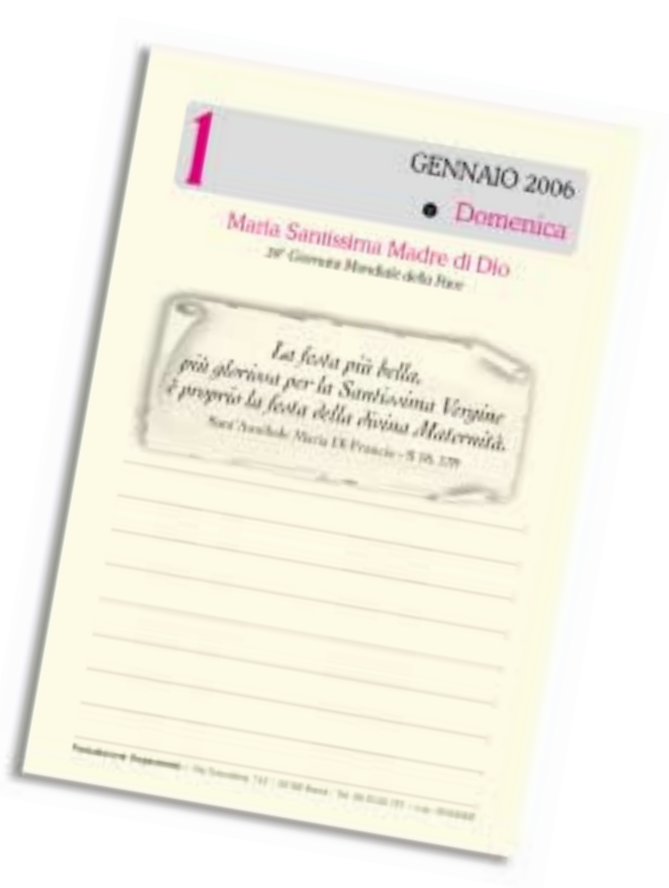 1
GENNAIO 2006
Domenica
Maria Santissima Madre di Dio
Giornata Mondiale della Pace
La festa più bella,
più gloriosa per la Santissima Vergine
è proprio la festa della divina Maternità.
Sant'Annibale Maria Di Francia -